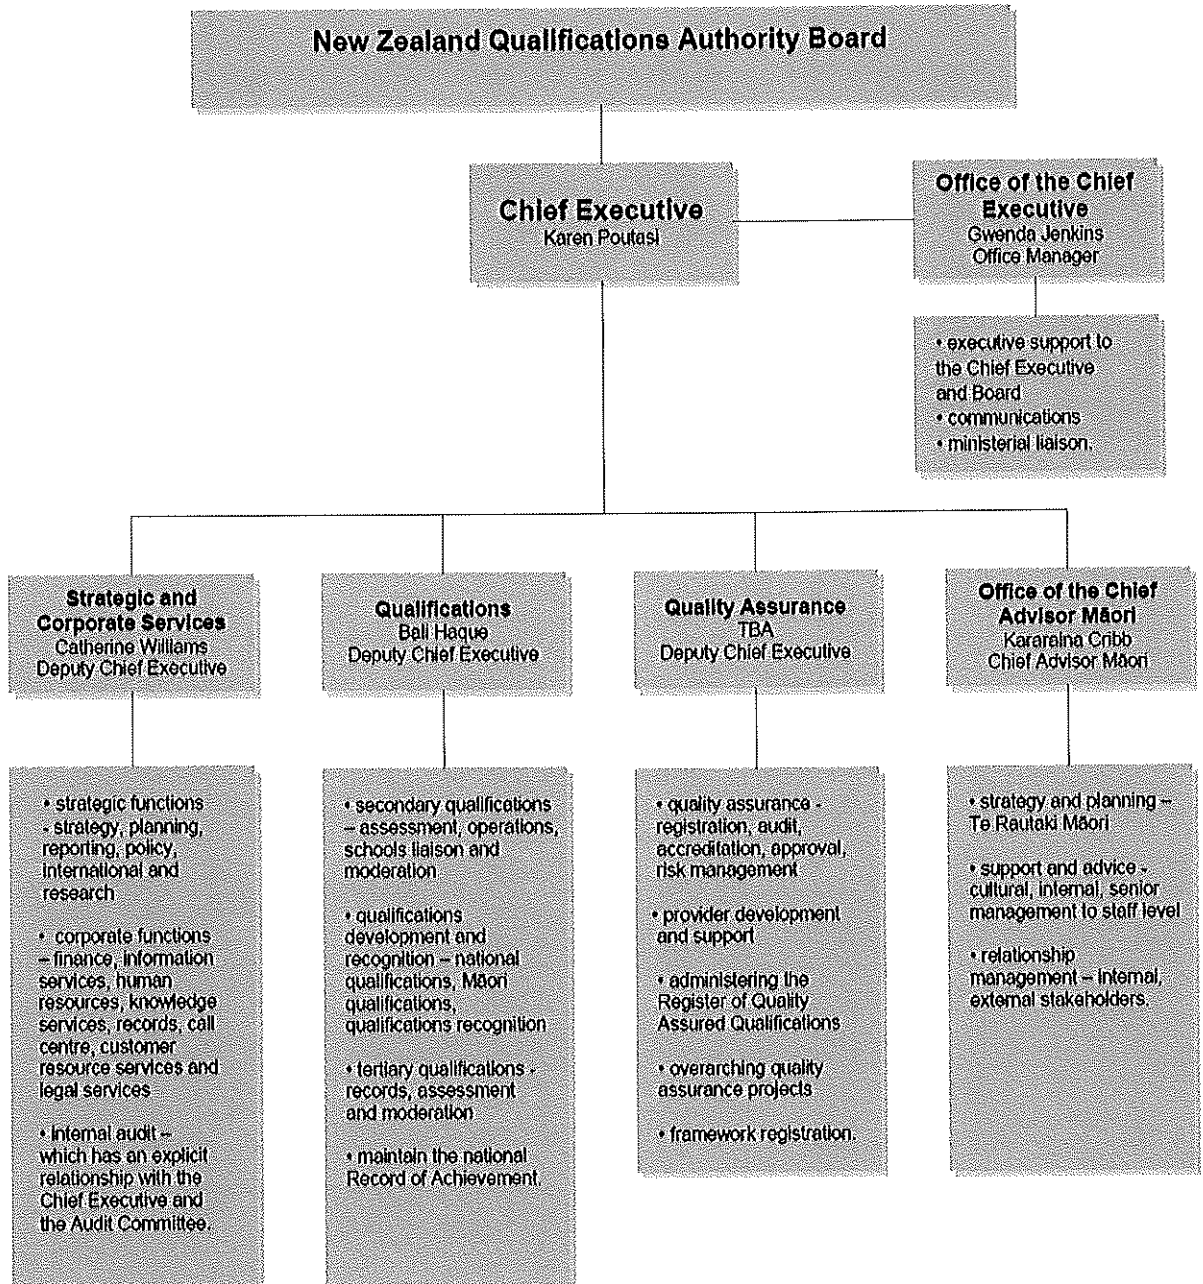 New Zealand Qualifications Authority Board
Chief Executive
Karen Poutasi
Office of the Chief
Executive
Gwenda Jenkins
Office Manager
• executive support to
the Chief Executive
and Board
• communications
• ministerial liaison.
Strategic and
Corporate Services
Catherine Williams
Deputy Chief Executive
Qualifications
Bali Haque
Deputy Chief Executive
Quality Assurance
TBA
Deputy Chief Executive
Office of the Chief
Advisor Māori
Kararaina Cribb
Chief Advisor Māori
• strategic functions
- strategy, planning,
reporting, policy,
international and
research
• corporate functions
– finance, information
services, human
resources, knowledge
services, records, call
centre, customer
resource services and
legal services
• internal audit –
which has an explicit
relationship with the
Chief Executive and
the Audit Committee.
• secondary qualifications
– assessment, operations,
schools liaison and
moderation
• qualifications
development and
recognition – national
qualifications, Māori
qualifications,
qualifications recognition
• tertiary qualifications -
records, assessment
and moderation
• maintain the national
Record of Achievement.
• quality assurance -
registration, audit,
accreditation, approval,
risk management
• provider development
and support
• administering the
Register of Quality
Assured Qualifications
• overarching quality
assurance projects
• framework registration.
• strategy and planning –
Te Rautaki Māori
• support and advice -
cultural, internal, senior
management to staff level
• relationship
management – internal,
external stakeholders.